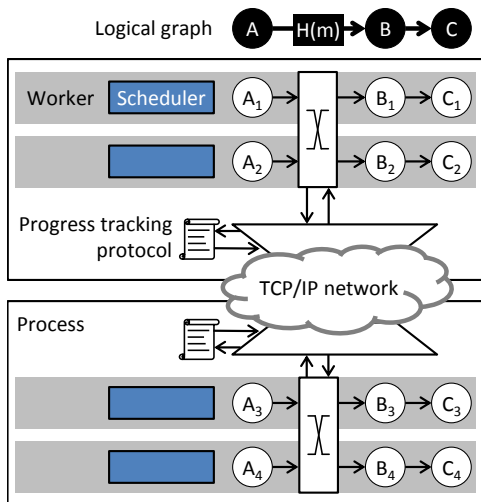 Logical graph A H(m) B C
Worker Scheduler A₁ B₁ C₁
A₂ B₂ C₂
Progress tracking
protocol
TCP/IP network
Process
A₃ B₃ C₃
A₄ B₄ C₄